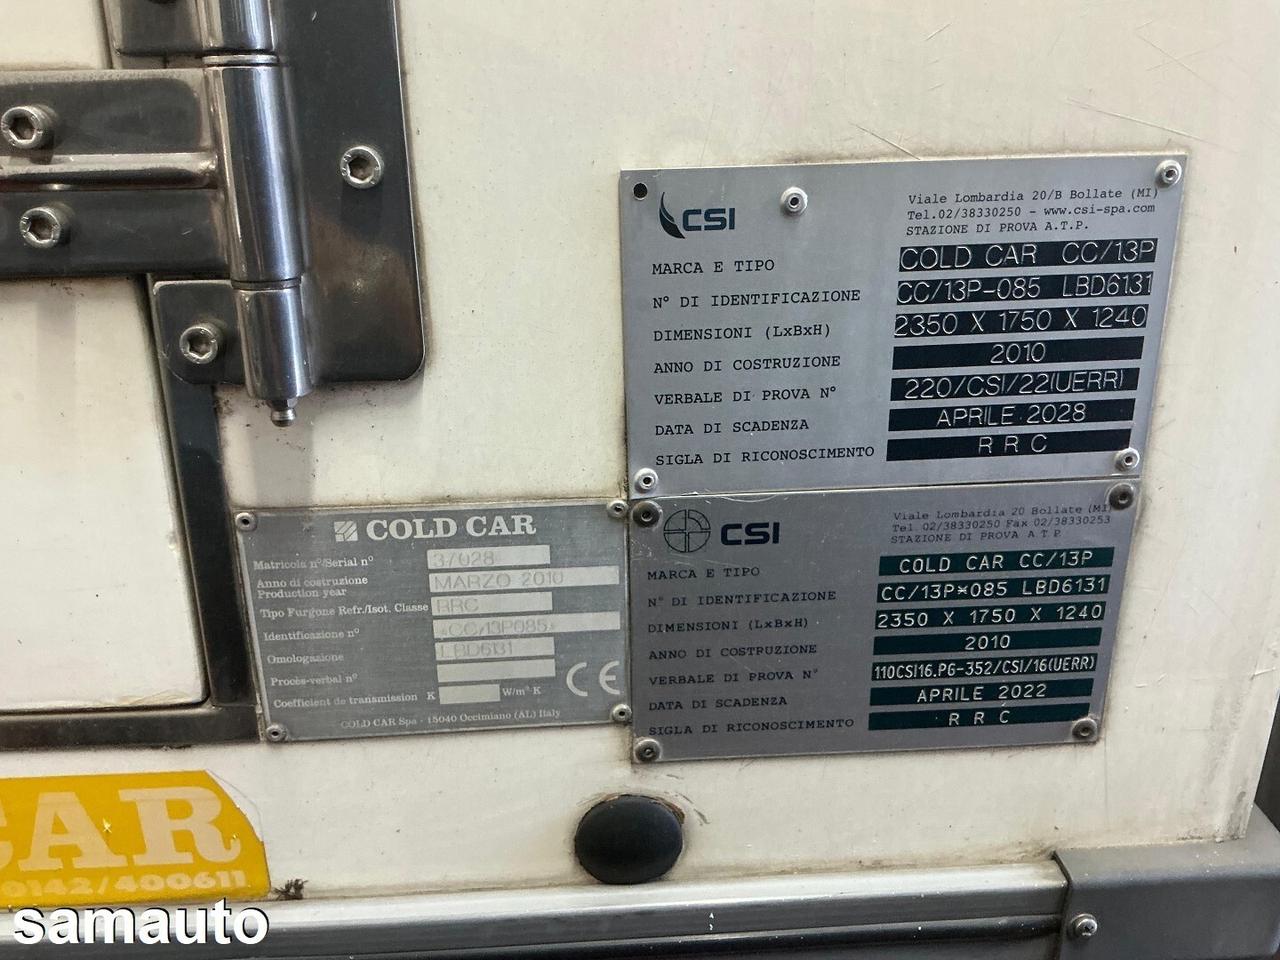 CSI
Viale Lombardia 20/B Bollate (MI)
Tel.02/38330250 - www.csi-spa.com
STAZIONE DI PROVA A.T.P.
MARCA E TIPO COLD CAR CC/13P
N° DI IDENTIFICAZIONE CC/13P-085 LBD6131
DIMENSIONI (LxBxH) 2350 X 1750 X 1240
ANNO DI COSTRUZIONE 2010
VERBALE DI PROVA N° 220/CSI/22(UERR)
DATA DI SCADENZA APRILE 2028
SIGLA DI RICONOSCIMENTO R R C
COLD CAR
Matricola n°/Serial n° 37028
Anno di costruzione
Production year MARZO 2010
Tipo Furgone Refr./Isot. Classe RRC
Identificazione n° «CC/13P085»
Omologazione LBD6131
Procès-verbal n°
Coefficient de transmission K W/m²·K
CE
COLD CAR Spa - 15040 Occimiano (AL) Italy
CSI
Viale Lombardia 20 Bollate (MI)
Tel. 02/38330250 Fax 02/38330253
STAZIONE DI PROVA A.T.P.
MARCA E TIPO COLD CAR CC/13P
N° DI IDENTIFICAZIONE CC/13P*085 LBD6131
DIMENSIONI (LxBxH) 2350 X 1750 X 1240
ANNO DI COSTRUZIONE 2010
VERBALE DI PROVA N° 110CSI16.PG-352/CSI/16(UERR)
DATA DI SCADENZA APRILE 2022
SIGLA DI RICONOSCIMENTO R R C
CAR
0142/400611
samauto